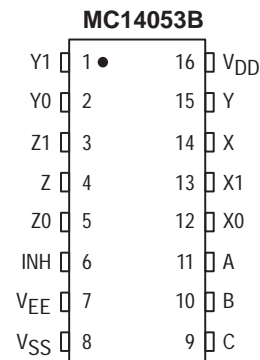 MC14053B
Y1 1 16 VDD
Y0 2 15 Y
Z1 3 14 X
Z 4 13 X1
Z0 5 12 X0
INH 6 11 A
VEE 7 10 B
VSS 8 9 C